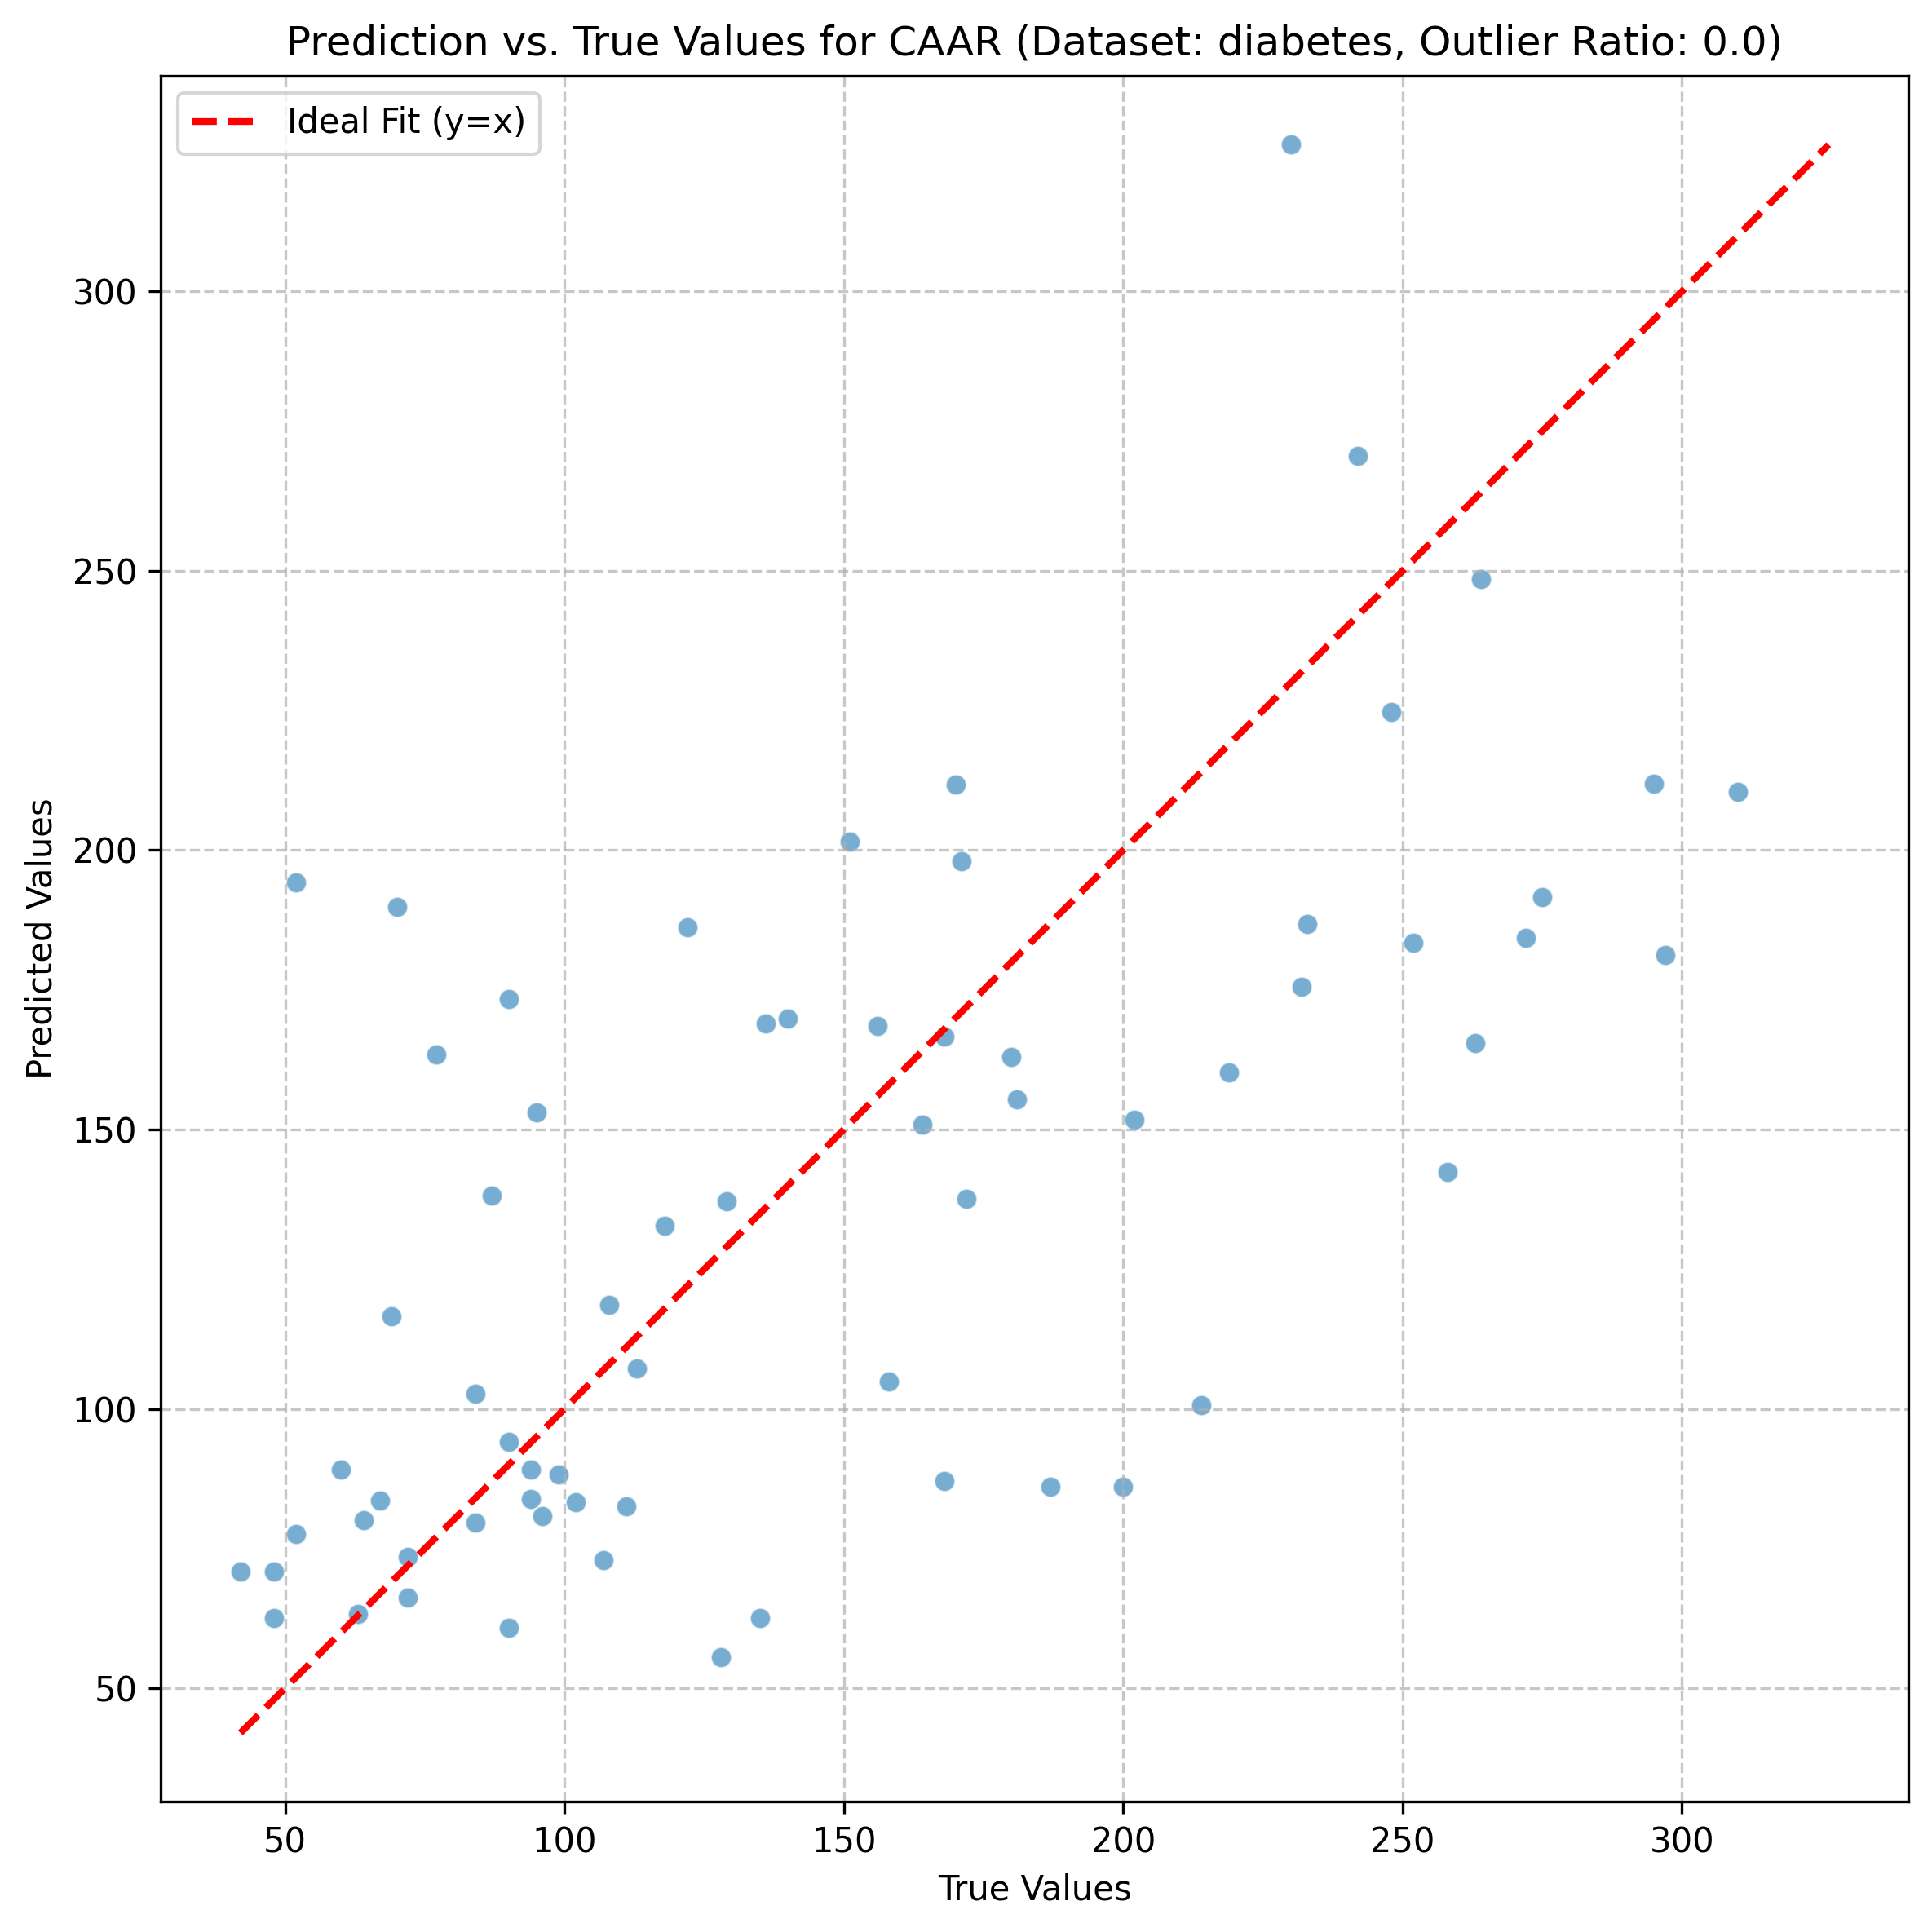 Prediction vs. True Values for CAAR (Dataset: diabetes, Outlier Ratio: 0.0)
Ideal Fit (y=x)
300
250
200
150
100
50
Predicted Values
50 100 150 200 250 300
True Values